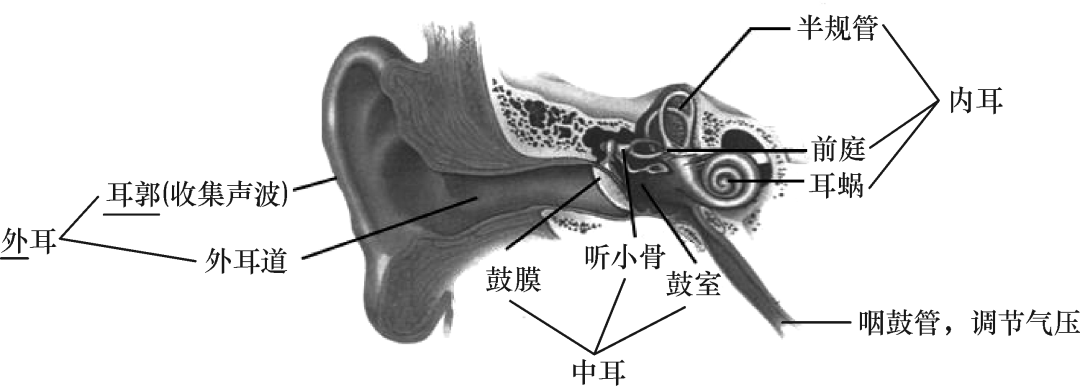 半规管
内耳
前庭
耳蜗
耳郭(收集声波)
外耳
外耳道
听小骨
鼓膜
鼓室
咽鼓管，调节气压
中耳